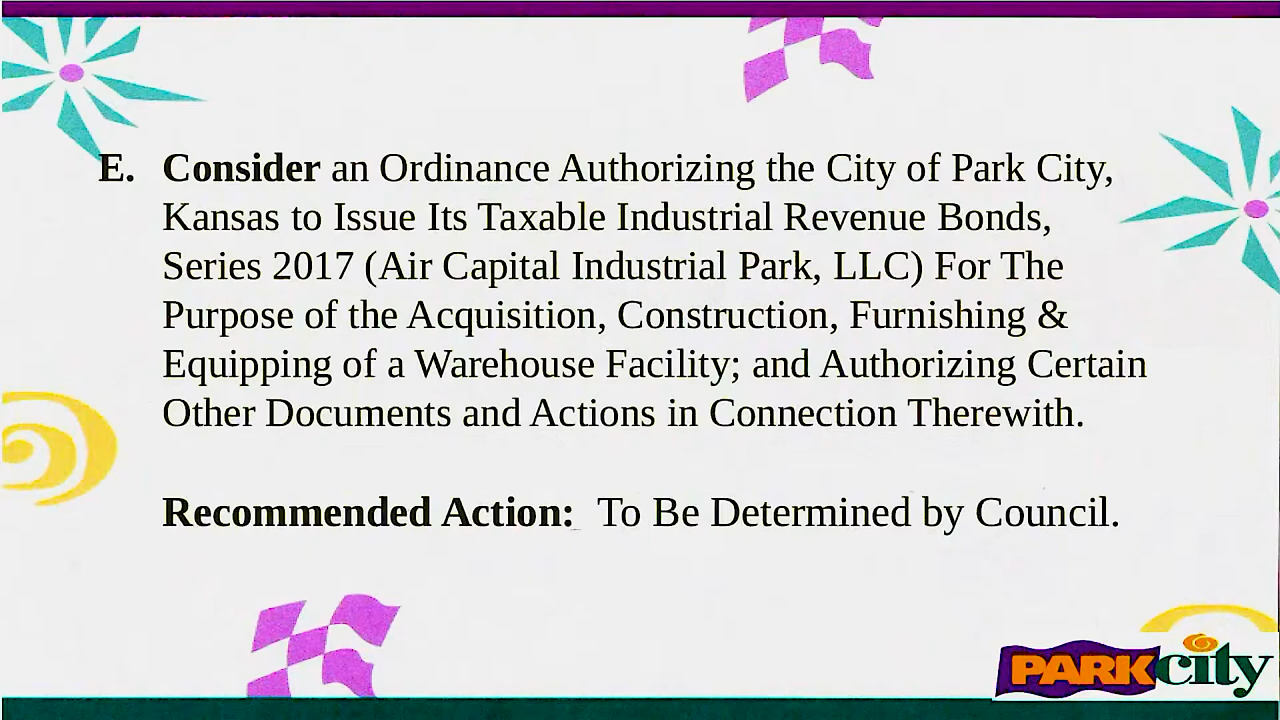 E. Consider an Ordinance Authorizing the City of Park City,
Kansas to Issue Its Taxable Industrial Revenue Bonds,
Series 2017 (Air Capital Industrial Park, LLC) For The
Purpose of the Acquisition, Construction, Furnishing &
Equipping of a Warehouse Facility; and Authorizing Certain
Other Documents and Actions in Connection Therewith.
Recommended Action: To Be Determined by Council.
PARKcity